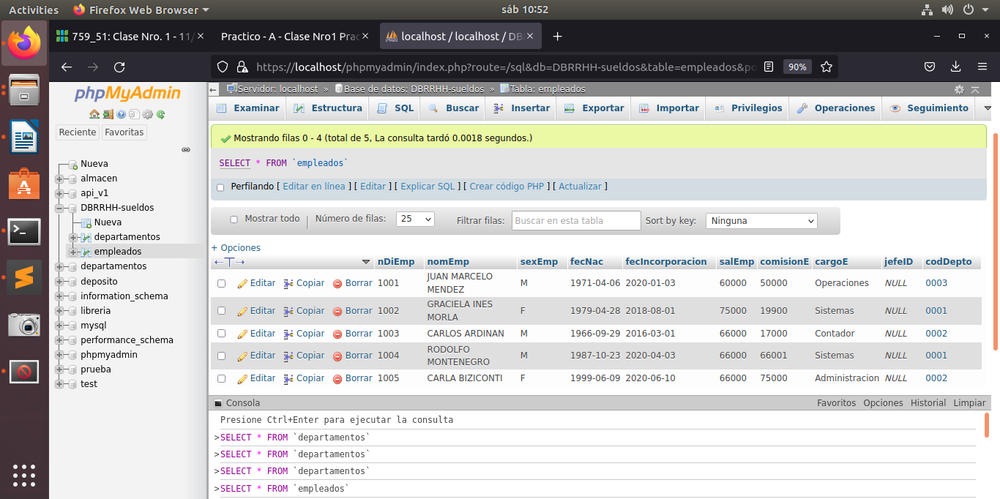 Activities Firefox Web Browser sáb 10:52
759_51: Clase Nro. 1 - 11/ Practico - A - Clase Nro1 Prac localhost / localhost / DB
https://localhost/phpmyadmin/index.php?route=/sql&db=DBRRHH-sueldos&table=empleados&po 90%
phpMyAdmin
Reciente Favoritas
Nueva
almacen
api_v1
DBRRHH-sueldos
Nueva
departamentos
empleados
departamentos
deposito
information_schema
libreria
mysql
performance_schema
phpmyadmin
prueba
test
Servidor: localhost » Base de datos: DBRRHH-sueldos » Tabla: empleados
Examinar Estructura SQL Buscar Insertar Exportar Importar Privilegios Operaciones Seguimiento
Mostrando filas 0 - 4 (total de 5, La consulta tardó 0.0018 segundos.)
SELECT * FROM `empleados`
Perfilando [ Editar en línea ] [ Editar ] [ Explicar SQL ] [ Crear código PHP ] [ Actualizar ]
Mostrar todo Número de filas: 25 Filtrar filas: Buscar en esta tabla Sort by key: Ninguna
+ Opciones
←T→ nDiEmp nomEmp sexEmp fecNac fecIncorporacion salEmp comisionE cargoE jefeID codDepto
Editar Copiar Borrar 1001 JUAN MARCELO MENDEZ M 1971-04-06 2020-01-03 60000 50000 Operaciones NULL 0003
Editar Copiar Borrar 1002 GRACIELA INES MORLA F 1979-04-28 2018-08-01 75000 19900 Sistemas NULL 0001
Editar Copiar Borrar 1003 CARLOS ARDINAN M 1966-09-29 2016-03-01 66000 17000 Contador NULL 0002
Editar Copiar Borrar 1004 RODOLFO MONTENEGRO M 1987-10-23 2020-04-03 66000 66001 Sistemas NULL 0001
Editar Copiar Borrar 1005 CARLA BIZICONTI F 1999-06-09 2020-06-10 66000 75000 Administracion NULL 0002
Consola Favoritos Opciones Historial Limpiar
Presione Ctrl+Enter para ejecutar la consulta
>SELECT * FROM `departamentos`
>SELECT * FROM `departamentos`
>SELECT * FROM `departamentos`
>SELECT * FROM `empleados`